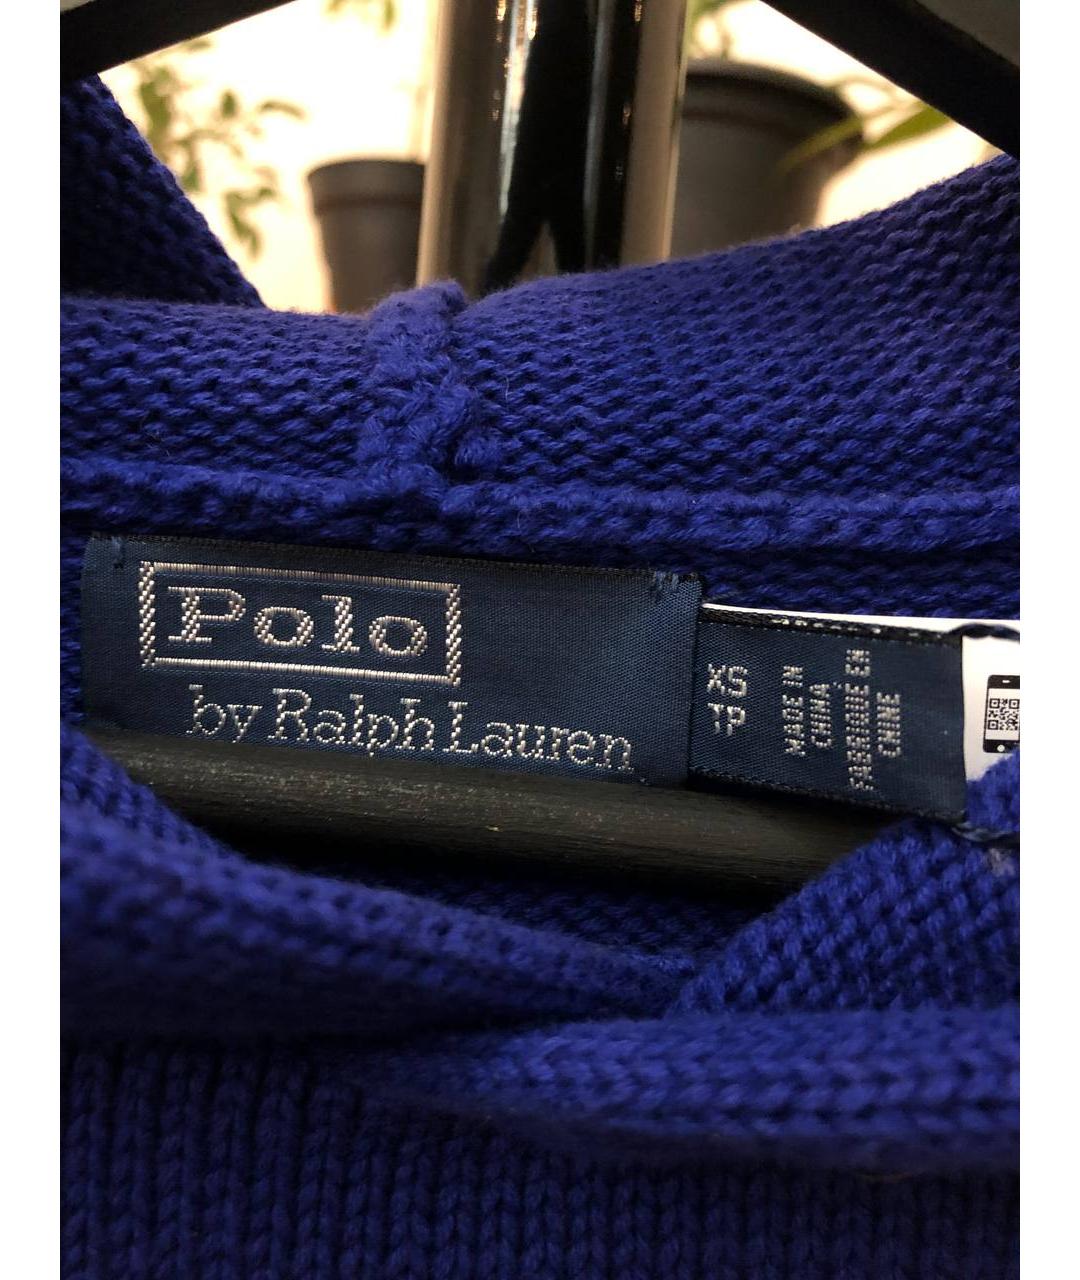 Polo
by Ralph Lauren
XS
TP
MADE IN
CHINA
FABRIQUÉ EN
CHINE